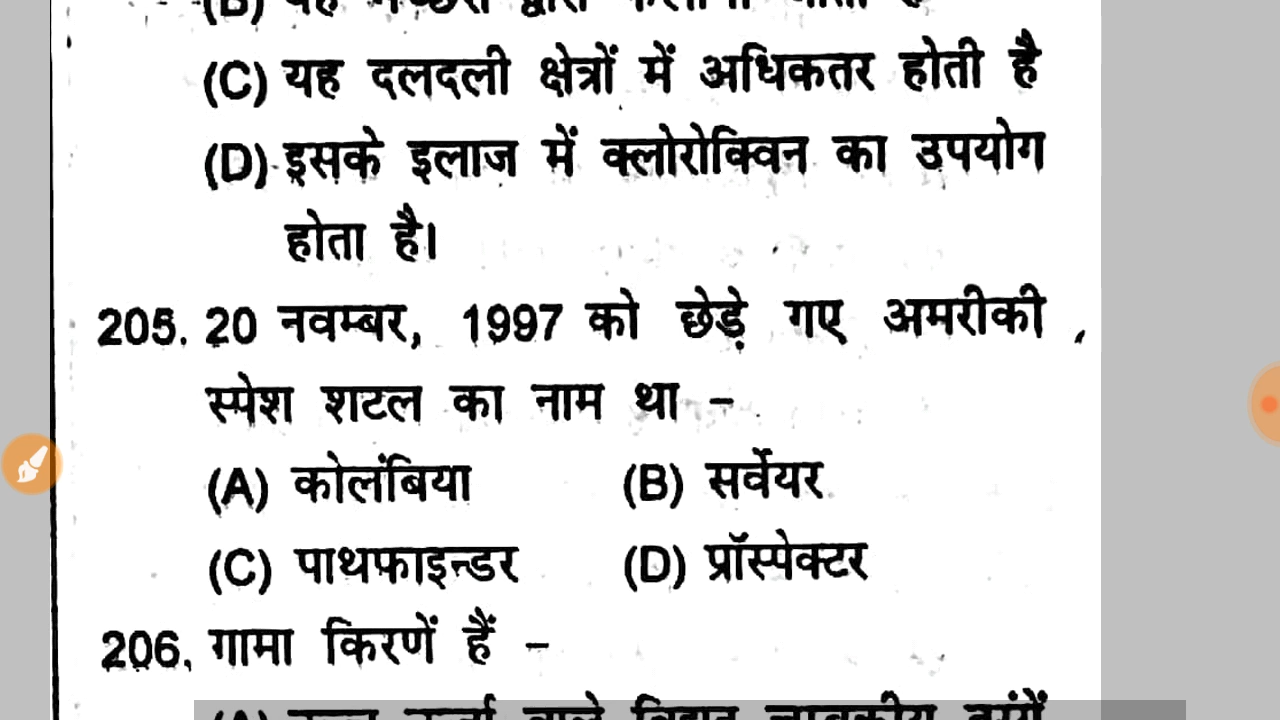 (C) यह दलदली क्षेत्रों में अधिकतर होती है
(D) इसके इलाज में क्लोरोक्विन का उपयोग
होता है।
205. 20 नवम्बर, 1997 को छेड़े गए अमरीकी
स्पेश शटल का नाम था –
(A) कोलंबिया (B) सर्वेयर
(C) पाथफाइन्डर (D) प्रॉस्पेक्टर
206. गामा किरणें हैं –